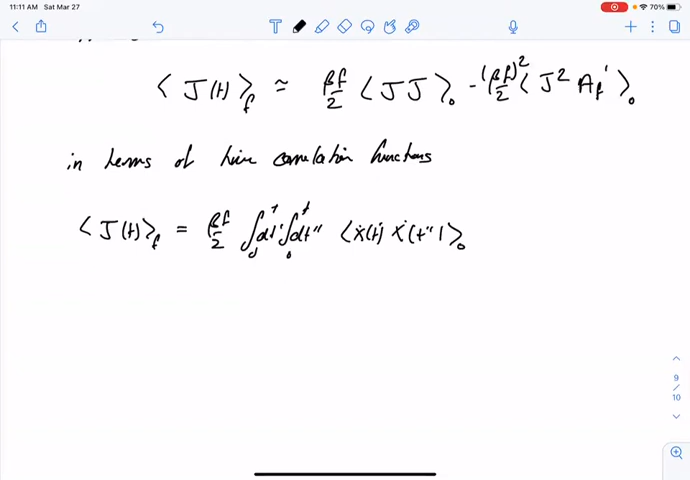 11:11 AM Sat Mar 27
70%
⟨ J(t) ⟩_f ≃ βf/2 ⟨ J J ⟩_0 - (βf)^2/2 ⟨ J^2 A_f' ⟩_0
in terms of time correlation functions
⟨ J(t) ⟩_f = βf/2 ∫_0^t dt' ∫_0^t dt'' ⟨ ẋ(t) ẋ(t'') ⟩_0
9
/
10